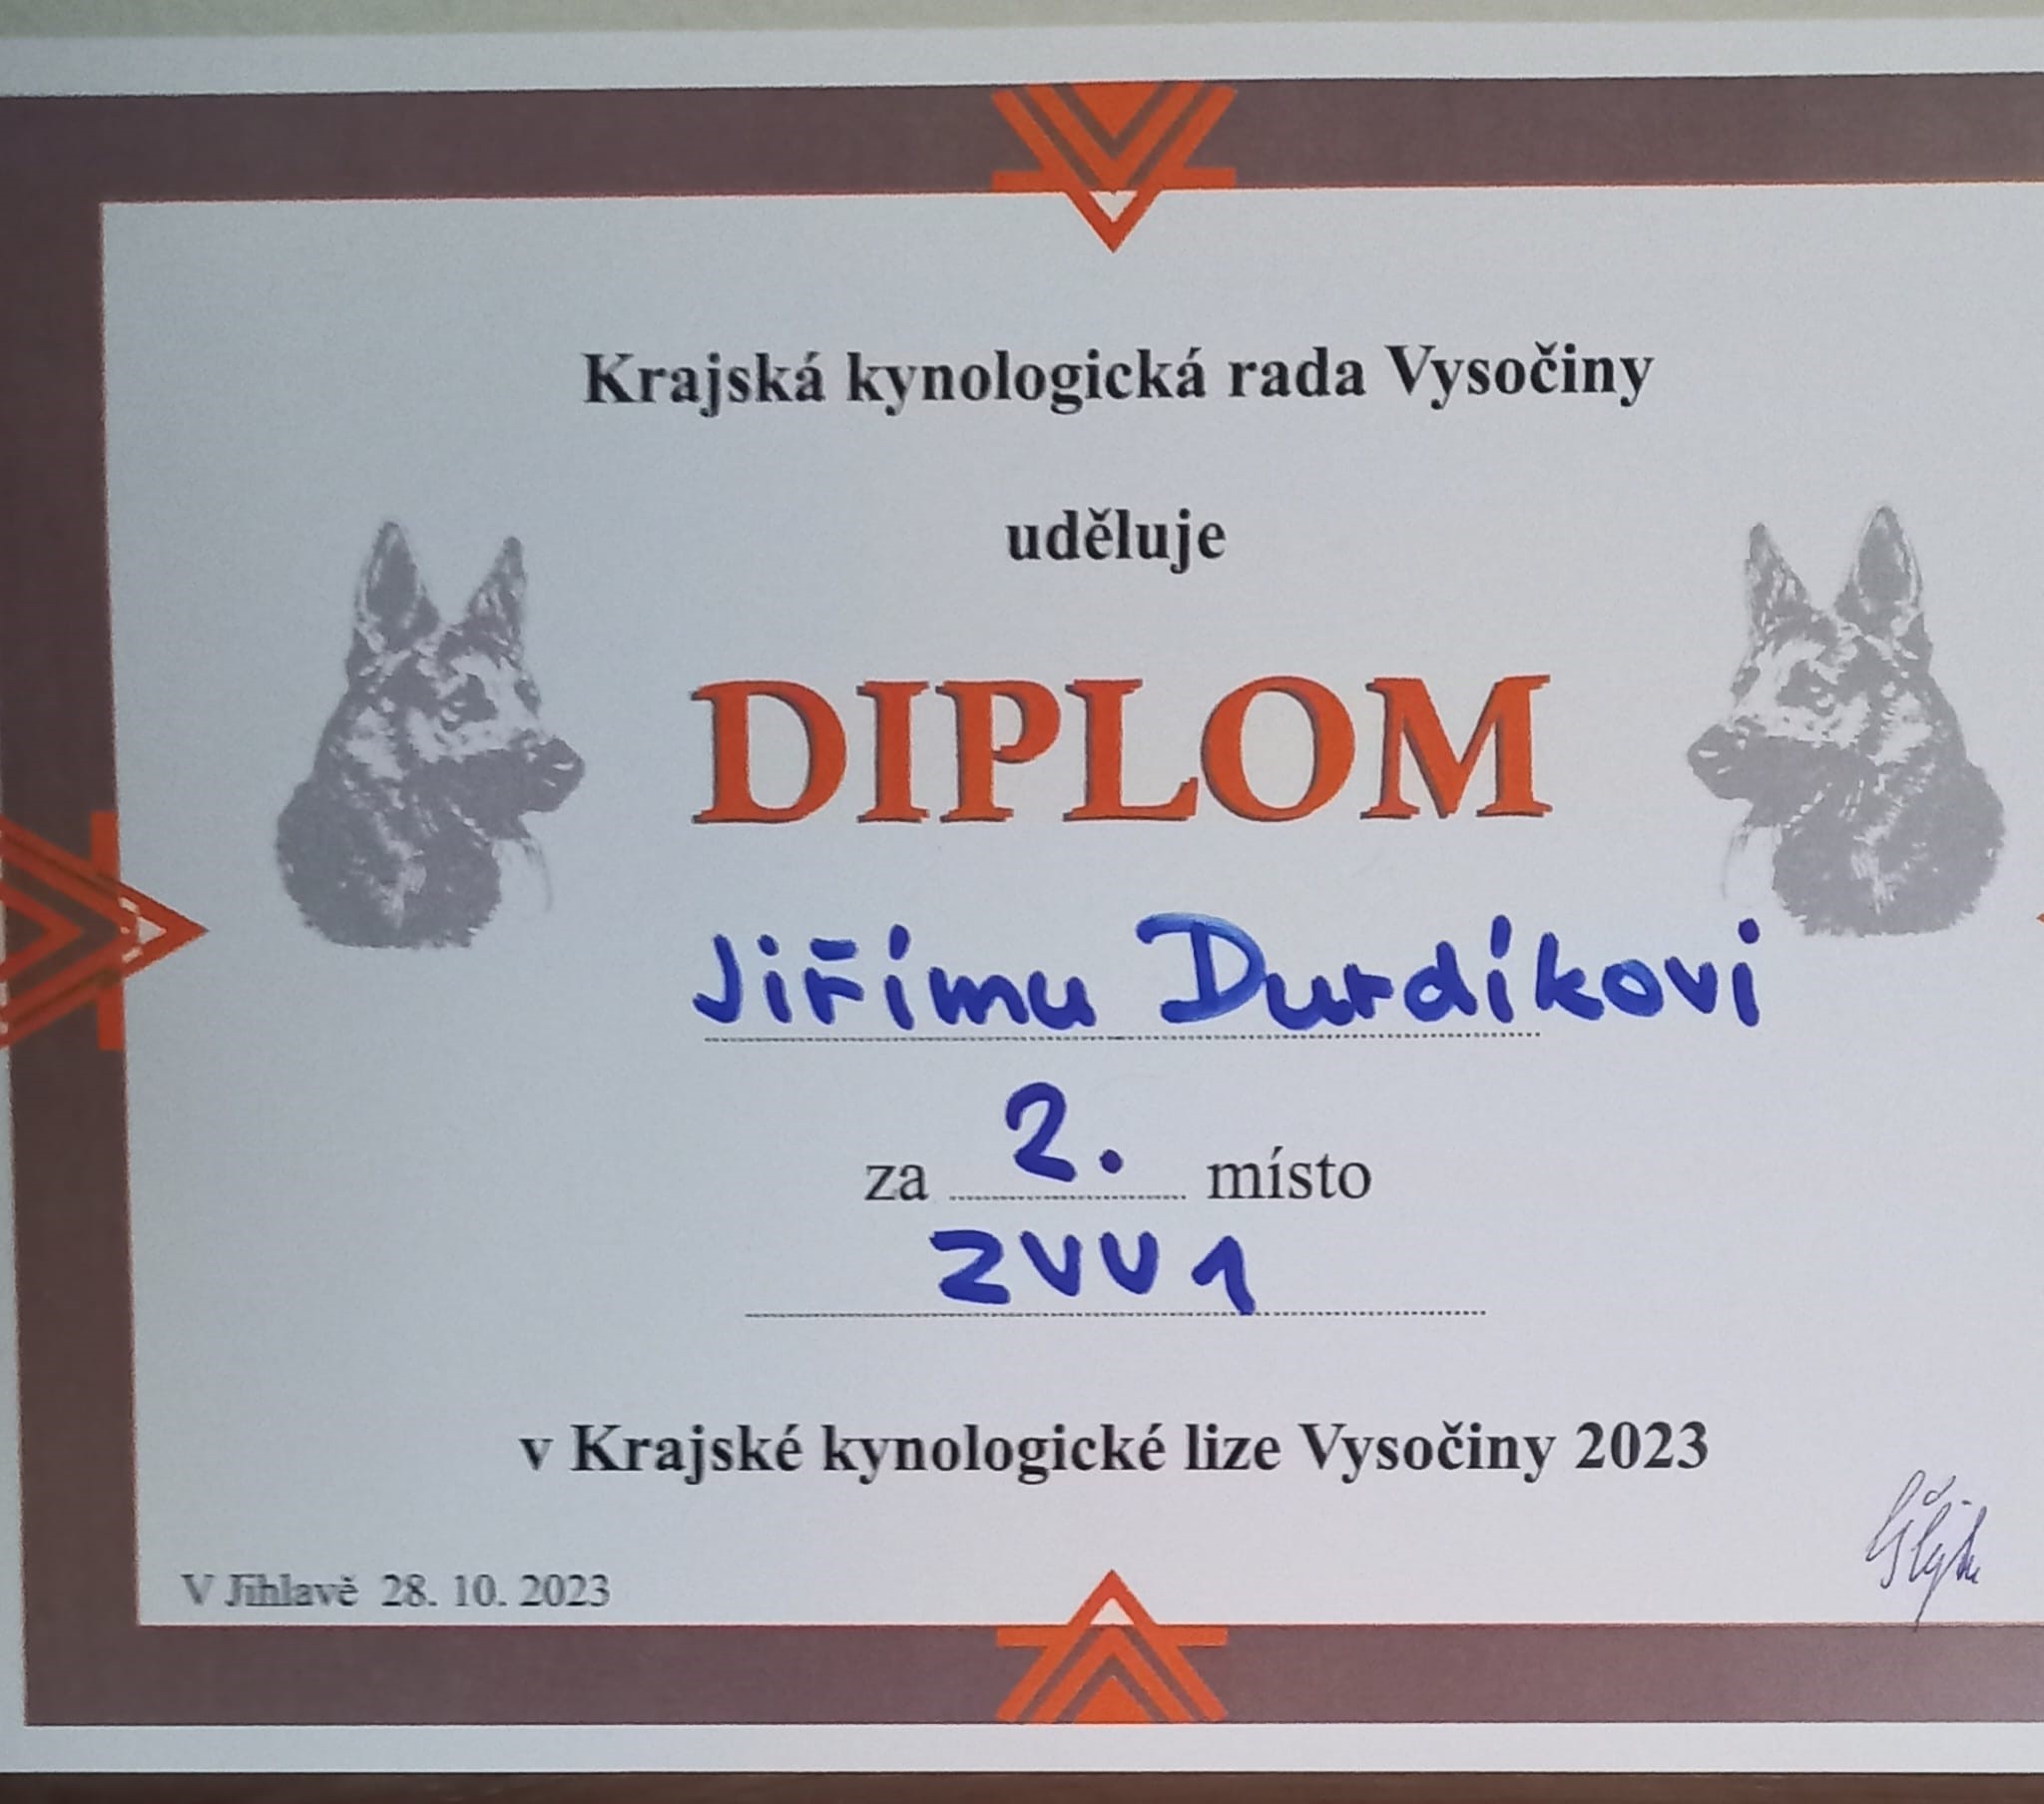 Krajská kynologická rada Vysočiny
uděluje
DIPLOM
Jiřímu Durdíkovi
za 2. místo
ZVV1
v Krajské kynologické lize Vysočiny 2023
V Jihlavě 28. 10. 2023